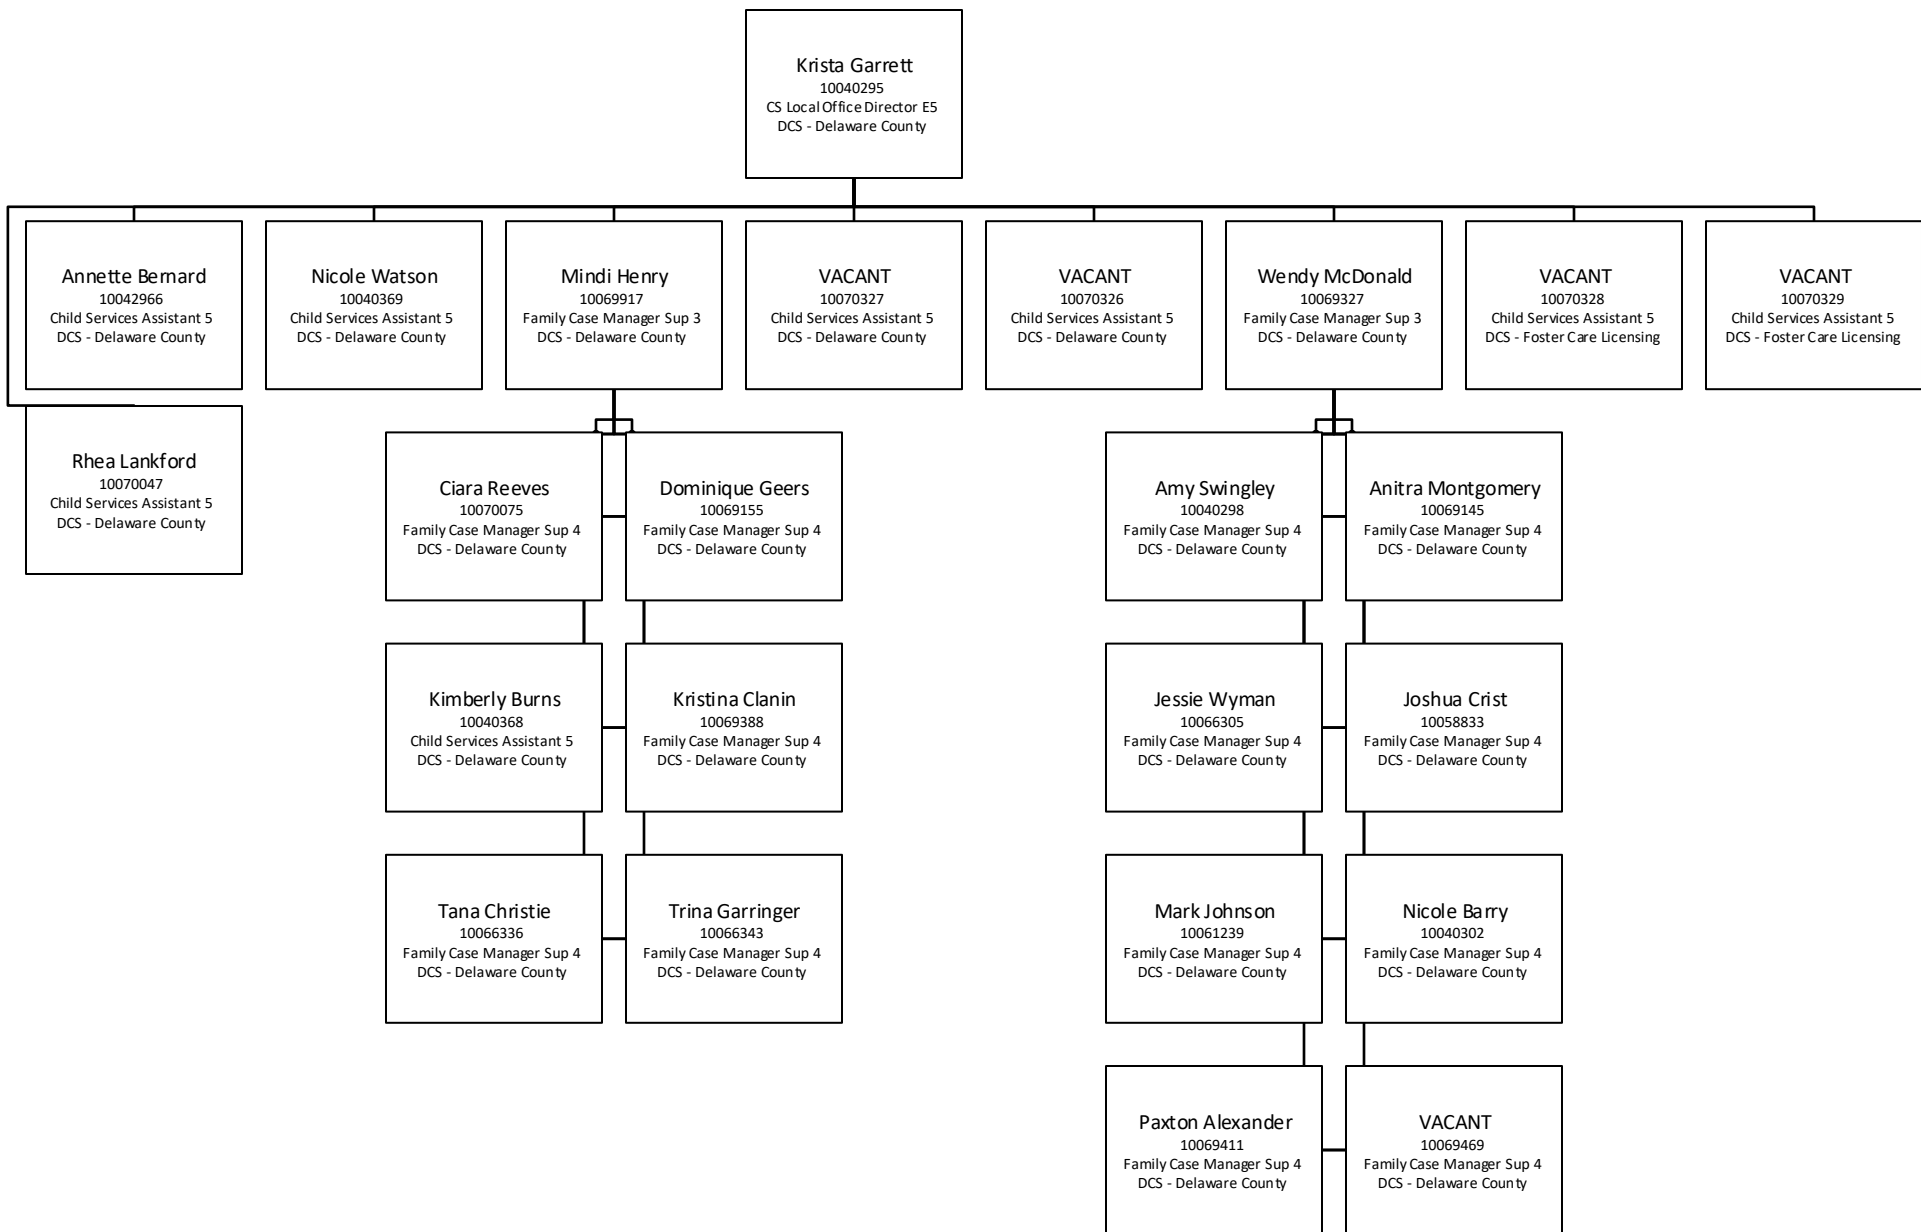 Krista Garrett
10040295
CS Local Office Director E5
DCS - Delaware County
Annette Bernard
10042966
Child Services Assistant 5
DCS - Delaware County
Nicole Watson
10040369
Child Services Assistant 5
DCS - Delaware County
Mindi Henry
10069917
Family Case Manager Sup 3
DCS - Delaware County
VACANT
10070327
Child Services Assistant 5
DCS - Delaware County
VACANT
10070326
Child Services Assistant 5
DCS - Delaware County
Wendy McDonald
10069327
Family Case Manager Sup 3
DCS - Delaware County
VACANT
10070328
Child Services Assistant 5
DCS - Foster Care Licensing
VACANT
10070329
Child Services Assistant 5
DCS - Foster Care Licensing
Rhea Lankford
10070047
Child Services Assistant 5
DCS - Delaware County
Ciara Reeves
10070075
Family Case Manager Sup 4
DCS - Delaware County
Dominique Geers
10069155
Family Case Manager Sup 4
DCS - Delaware County
Amy Swingley
10040298
Family Case Manager Sup 4
DCS - Delaware County
Anitra Montgomery
10069145
Family Case Manager Sup 4
DCS - Delaware County
Kimberly Burns
10040368
Child Services Assistant 5
DCS - Delaware County
Kristina Clanin
10069388
Family Case Manager Sup 4
DCS - Delaware County
Jessie Wyman
10066305
Family Case Manager Sup 4
DCS - Delaware County
Joshua Crist
10058833
Family Case Manager Sup 4
DCS - Delaware County
Tana Christie
10066336
Family Case Manager Sup 4
DCS - Delaware County
Trina Garringer
10066343
Family Case Manager Sup 4
DCS - Delaware County
Mark Johnson
10061239
Family Case Manager Sup 4
DCS - Delaware County
Nicole Barry
10040302
Family Case Manager Sup 4
DCS - Delaware County
Paxton Alexander
10069411
Family Case Manager Sup 4
DCS - Delaware County
VACANT
10069469
Family Case Manager Sup 4
DCS - Delaware County